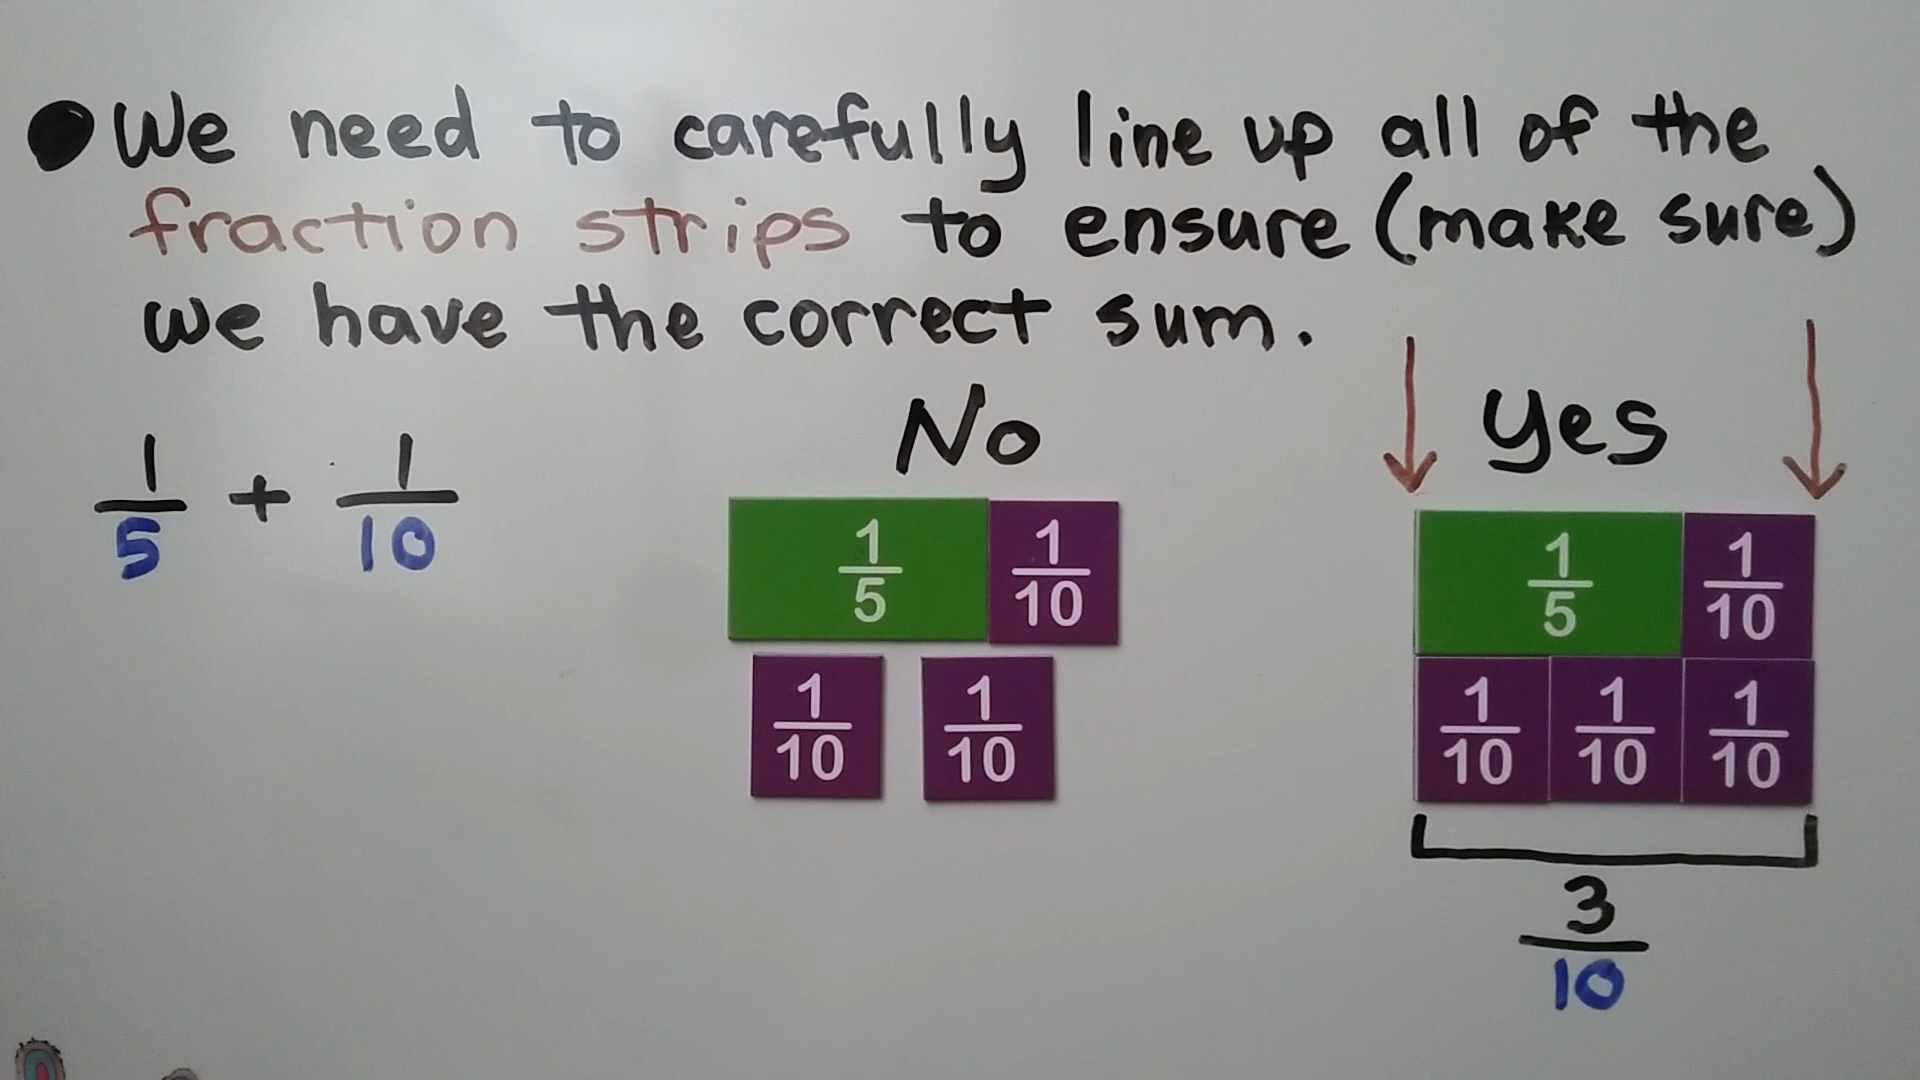 We need to carefully line up all of the
fraction strips to ensure (make sure)
we have the correct sum.
No
Yes
1/5 + 1/10
1/5 1/10
1/10 1/10
1/5 1/10
1/10 1/10 1/10
3/10